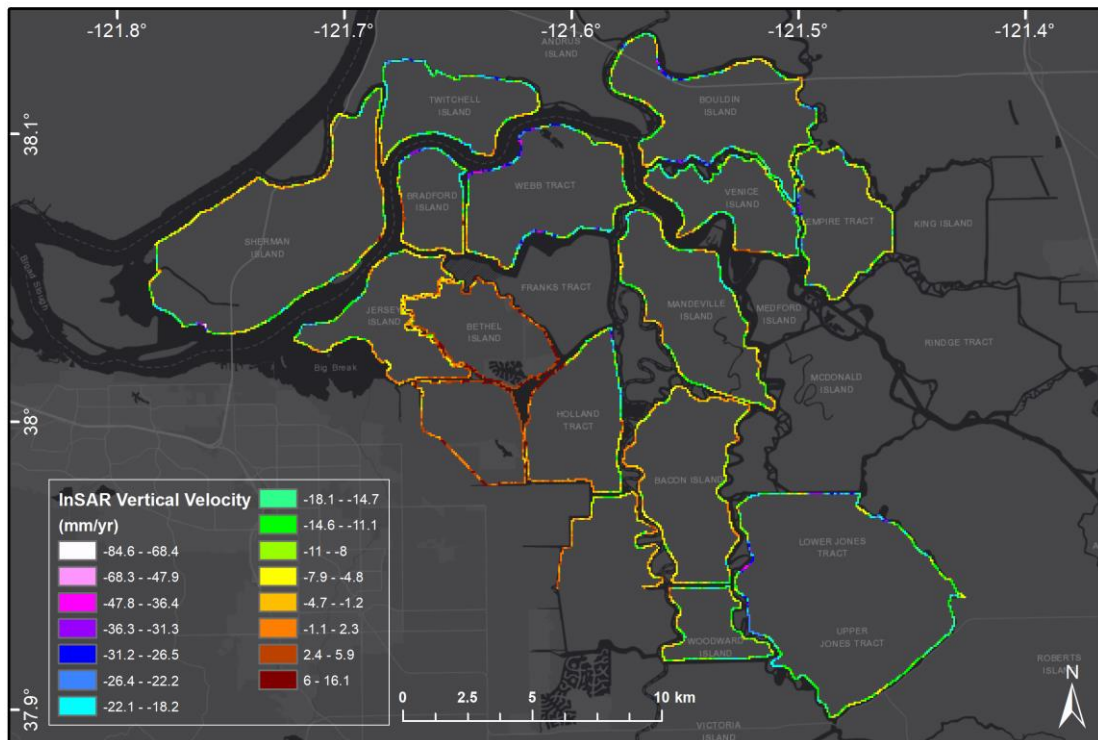 -121.8°
-121.7°
-121.6°
-121.5°
-121.4°
38.1°
38°
37.9°
ANDRUS
ISLAND
TWITCHELL
ISLAND
BOULDIN
ISLAND
BRADFORD
ISLAND
WEBB TRACT
VENICE
ISLAND
EMPIRE TRACT
KING ISLAND
SHERMAN
ISLAND
Broad Slough
JERSEY
ISLAND
FRANKS TRACT
BETHEL
ISLAND
MANDEVILLE
ISLAND
MEDFORD
ISLAND
RINDGE TRACT
Big Break
MCDONALD
ISLAND
HOLLAND
TRACT
BACON ISLAND
LOWER JONES
TRACT
UPPER
JONES TRACT
WOODWARD
ISLAND
ROBERTS
ISLAND
VICTORIA
ISLAND
InSAR Vertical Velocity
(mm/yr)
-84.6 - -68.4
-68.3 - -47.9
-47.8 - -36.4
-36.3 - -31.3
-31.2 - -26.5
-26.4 - -22.2
-22.1 - -18.2
-18.1 - -14.7
-14.6 - -11.1
-11 - -8
-7.9 - -4.8
-4.7 - -1.2
-1.1 - 2.3
2.4 - 5.9
6 - 16.1
0 2.5 5 10 km
N